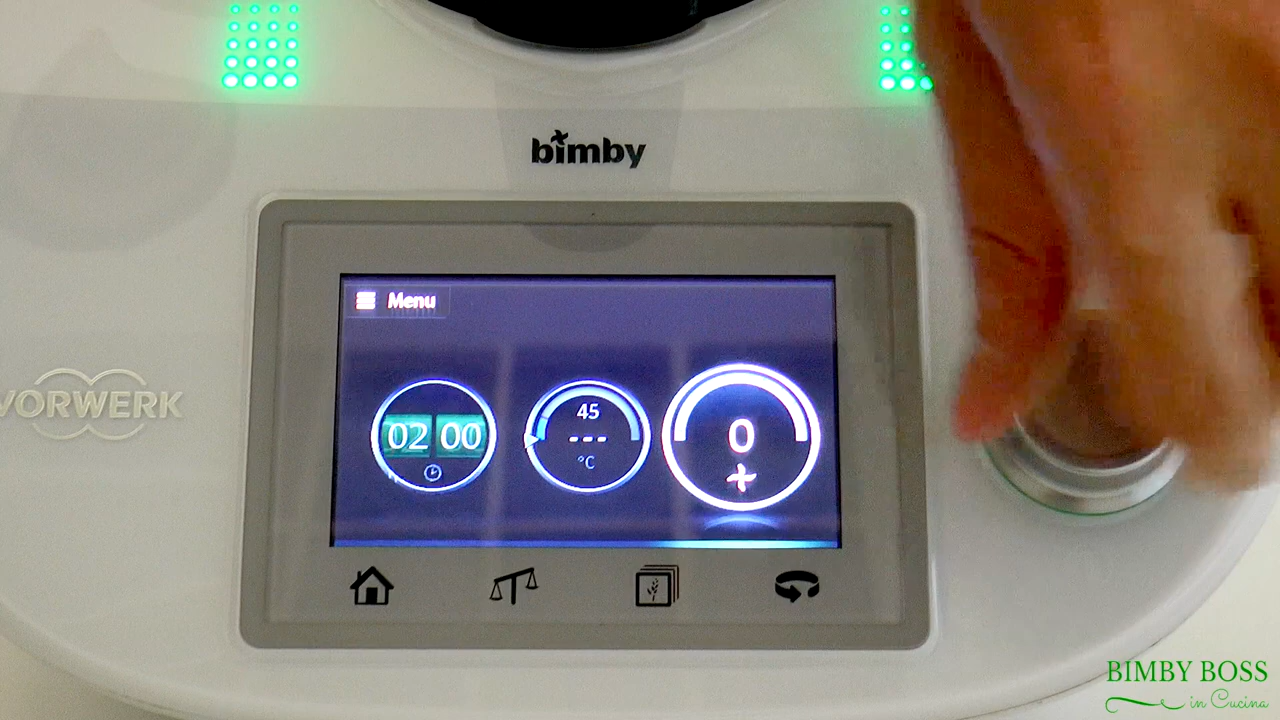 bimby
Menu
VORWERK
02 00
45
---
°C
0
BIMBY BOSS
in Cucina